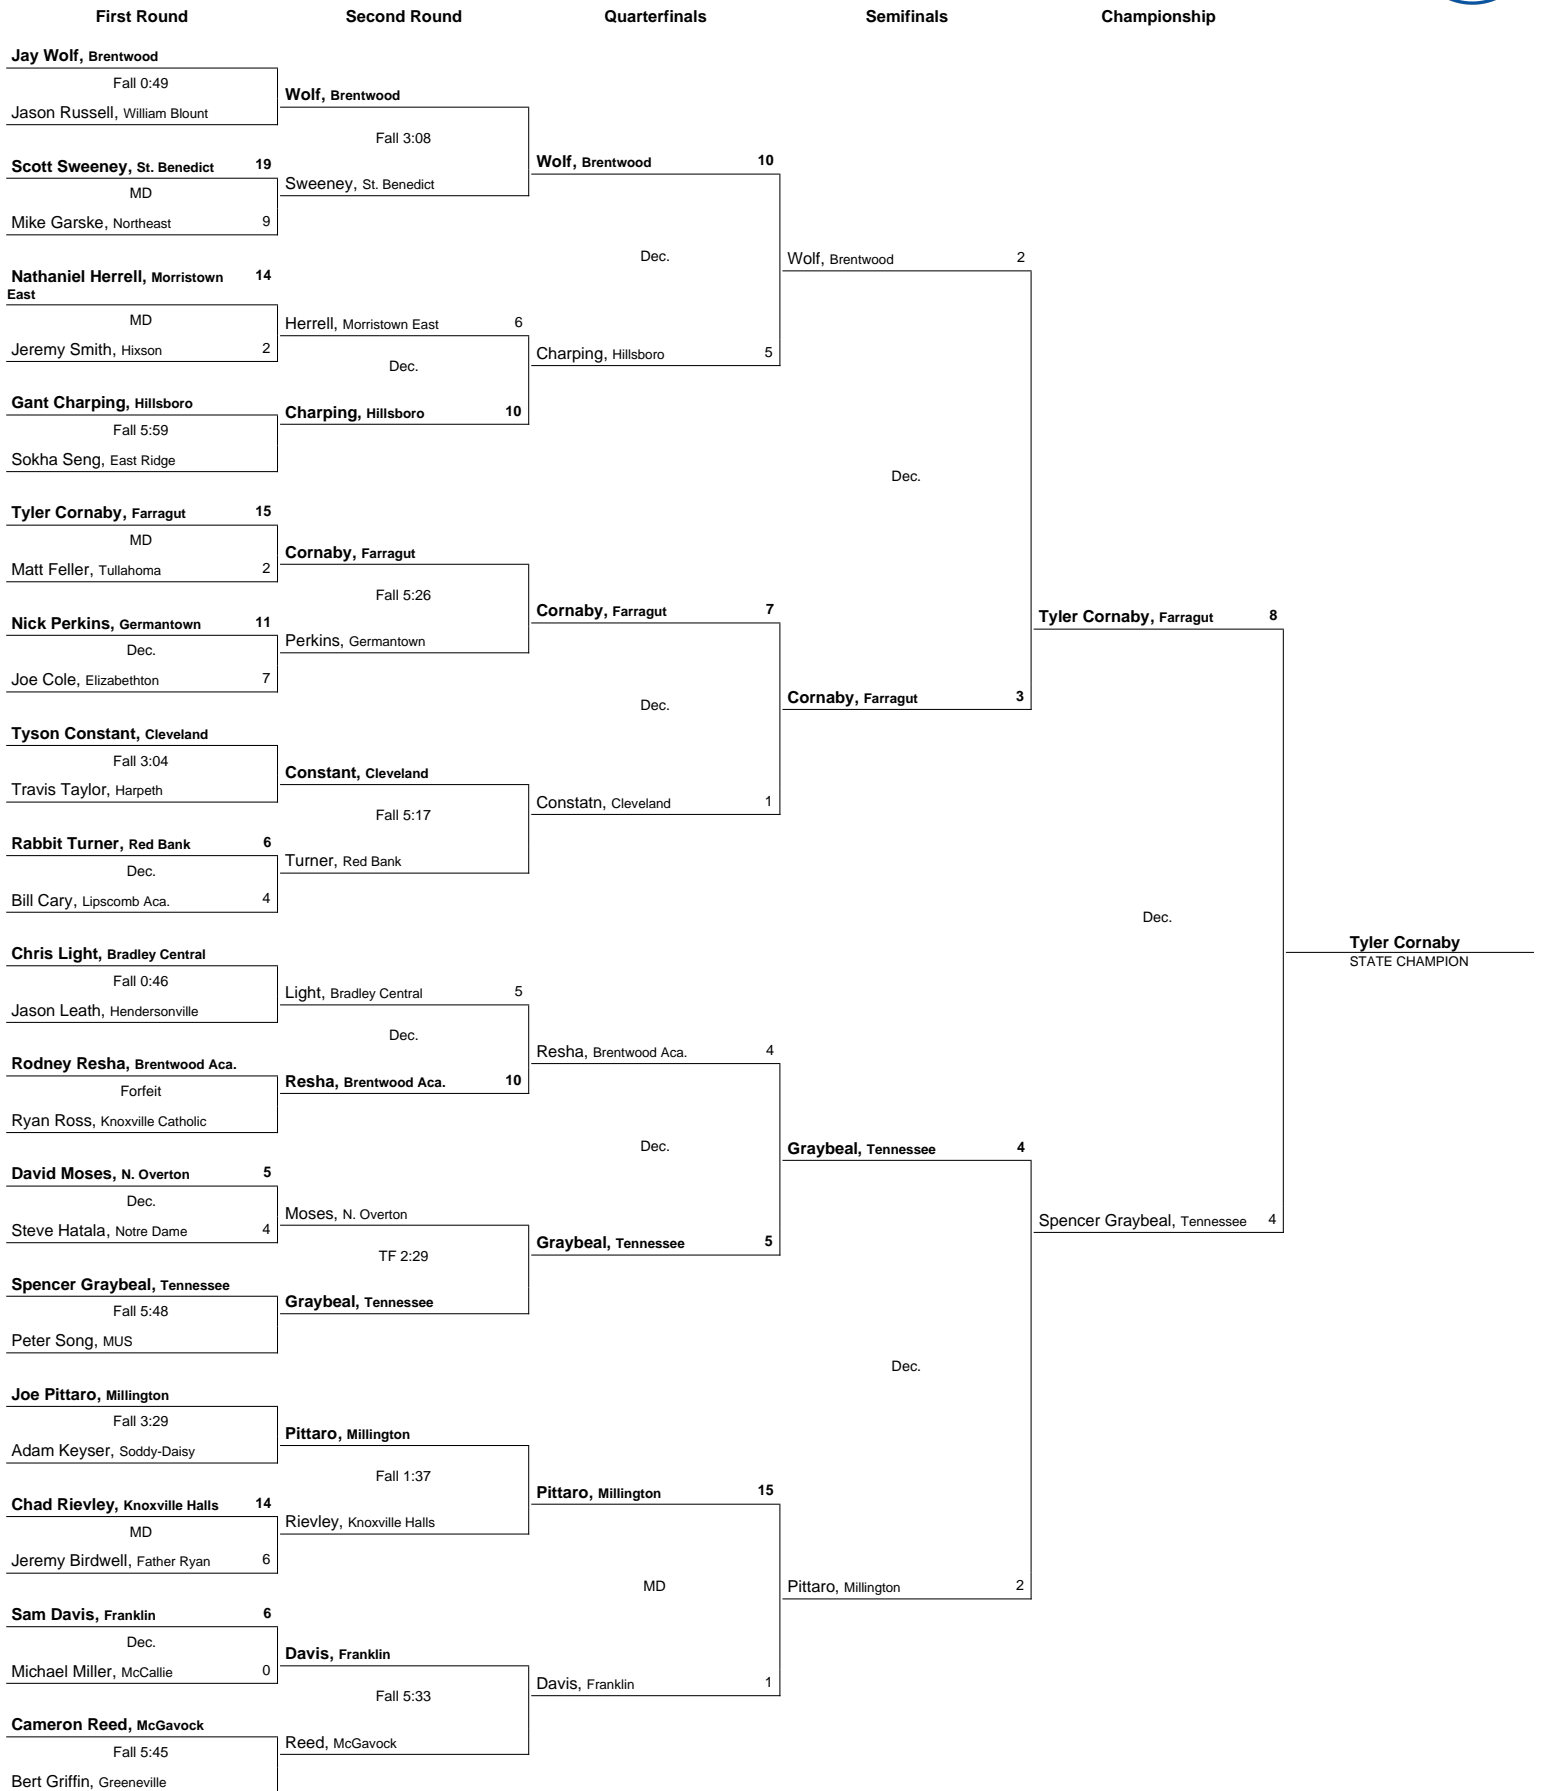 First Round
Second Round
Quarterfinals
Semifinals
Championship
Jay Wolf, Brentwood
Fall 0:49
Jason Russell, William Blount
Scott Sweeney, St. Benedict 19
MD
Mike Garske, Northeast 9
Nathaniel Herrell, Morristown 14
East
MD
Jeremy Smith, Hixson 2
Gant Charping, Hillsboro
Fall 5:59
Sokha Seng, East Ridge
Tyler Cornaby, Farragut 15
MD
Matt Feller, Tullahoma 2
Nick Perkins, Germantown 11
Dec.
Joe Cole, Elizabethton 7
Tyson Constant, Cleveland
Fall 3:04
Travis Taylor, Harpeth
Rabbit Turner, Red Bank 6
Dec.
Bill Cary, Lipscomb Aca. 4
Chris Light, Bradley Central
Fall 0:46
Jason Leath, Hendersonville
Rodney Resha, Brentwood Aca.
Forfeit
Ryan Ross, Knoxville Catholic
David Moses, N. Overton 5
Dec.
Steve Hatala, Notre Dame 4
Spencer Graybeal, Tennessee
Fall 5:48
Peter Song, MUS
Joe Pittaro, Millington
Fall 3:29
Adam Keyser, Soddy-Daisy
Chad Rievley, Knoxville Halls 14
MD
Jeremy Birdwell, Father Ryan 6
Sam Davis, Franklin 6
Dec.
Michael Miller, McCallie 0
Cameron Reed, McGavock
Fall 5:45
Bert Griffin, Greeneville
Wolf, Brentwood
Fall 3:08
Sweeney, St. Benedict
Herrell, Morristown East 6
Dec.
Charping, Hillsboro 10
Cornaby, Farragut
Fall 5:26
Perkins, Germantown
Constant, Cleveland
Fall 5:17
Turner, Red Bank
Light, Bradley Central 5
Dec.
Resha, Brentwood Aca. 10
Moses, N. Overton
TF 2:29
Graybeal, Tennessee
Pittaro, Millington
Fall 1:37
Rievley, Knoxville Halls
Davis, Franklin
Fall 5:33
Reed, McGavock
Wolf, Brentwood 10
Dec.
Charping, Hillsboro 5
Cornaby, Farragut 7
Dec.
Constatn, Cleveland 1
Resha, Brentwood Aca. 4
Dec.
Graybeal, Tennessee 5
Pittaro, Millington 15
MD
Davis, Franklin 1
Wolf, Brentwood 2
Dec.
Cornaby, Farragut 3
Graybeal, Tennessee 4
Dec.
Pittaro, Millington 2
Tyler Cornaby, Farragut 8
Dec.
Spencer Graybeal, Tennessee 4
Tyler Cornaby
STATE CHAMPION